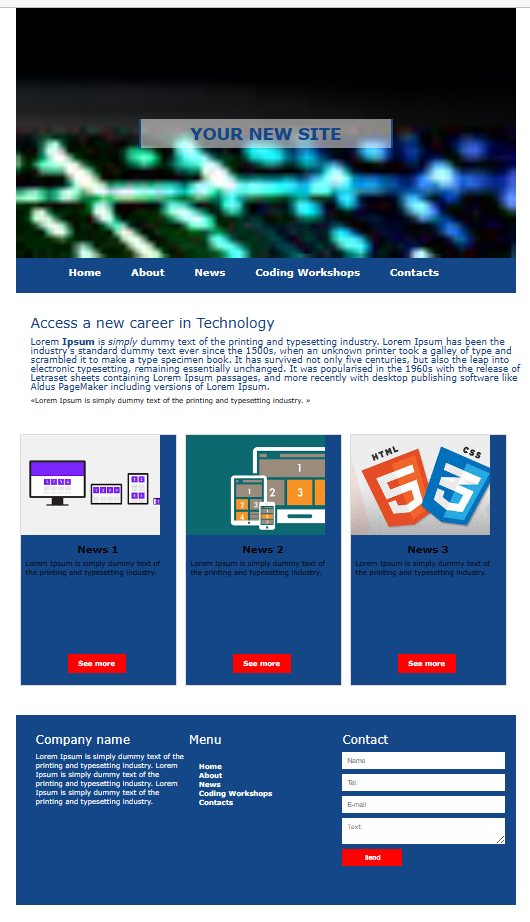 YOUR NEW SITE
Home About News Coding Workshops Contacts
Access a new career in Technology
Lorem Ipsum is simply dummy text of the printing and typesetting industry. Lorem Ipsum has been the
industry's standard dummy text ever since the 1500s, when an unknown printer took a galley of type and
scrambled it to make a type specimen book. It has survived not only five centuries, but also the leap into
electronic typesetting, remaining essentially unchanged. It was popularised in the 1960s with the release of
Letraset sheets containing Lorem Ipsum passages, and more recently with desktop publishing software like
Aldus PageMaker including versions of Lorem Ipsum.
«Lorem Ipsum is simply dummy text of the printing and typesetting industry. »
1 2 3 4
1 2 3 4
1
2 3
1
2 3
4
HTML CSS
5 3
News 1
Lorem Ipsum is simply dummy text of
the printing and typesetting industry.
See more
News 2
Lorem Ipsum is simply dummy text of
the printing and typesetting industry.
See more
News 3
Lorem Ipsum is simply dummy text of
the printing and typesetting industry.
See more
Company name
Lorem Ipsum is simply dummy text of the
printing and typesetting industry. Lorem
Ipsum is simply dummy text of the
printing and typesetting industry. Lorem
Ipsum is simply dummy text of the
printing and typesetting industry.
Menu
Home
About
News
Coding Workshops
Contacts
Contact
Name
Tel.
E-mail
Text
Send